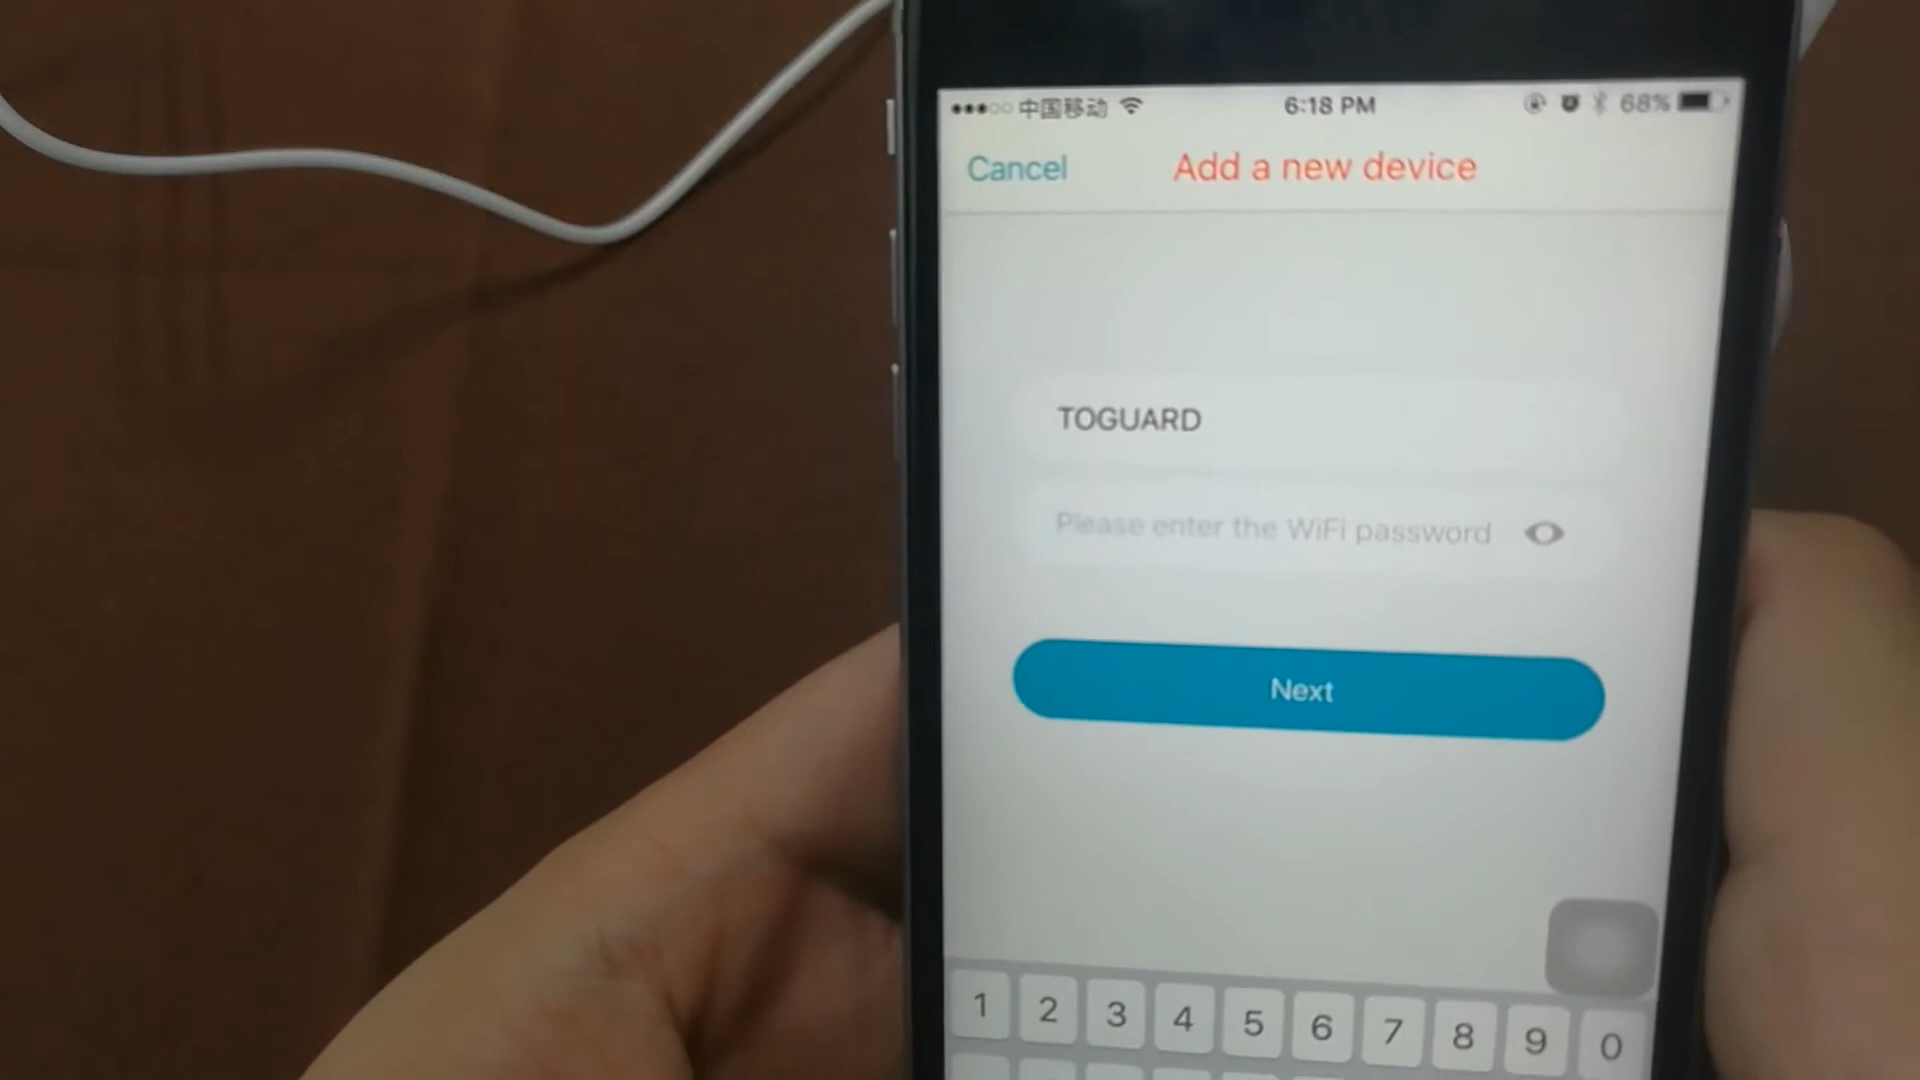 中国移动 6:18 PM 68%
Cancel Add a new device
TOGUARD
Please enter the WiFi password
Next
1 2 3 4 5 6 7 8 9 0